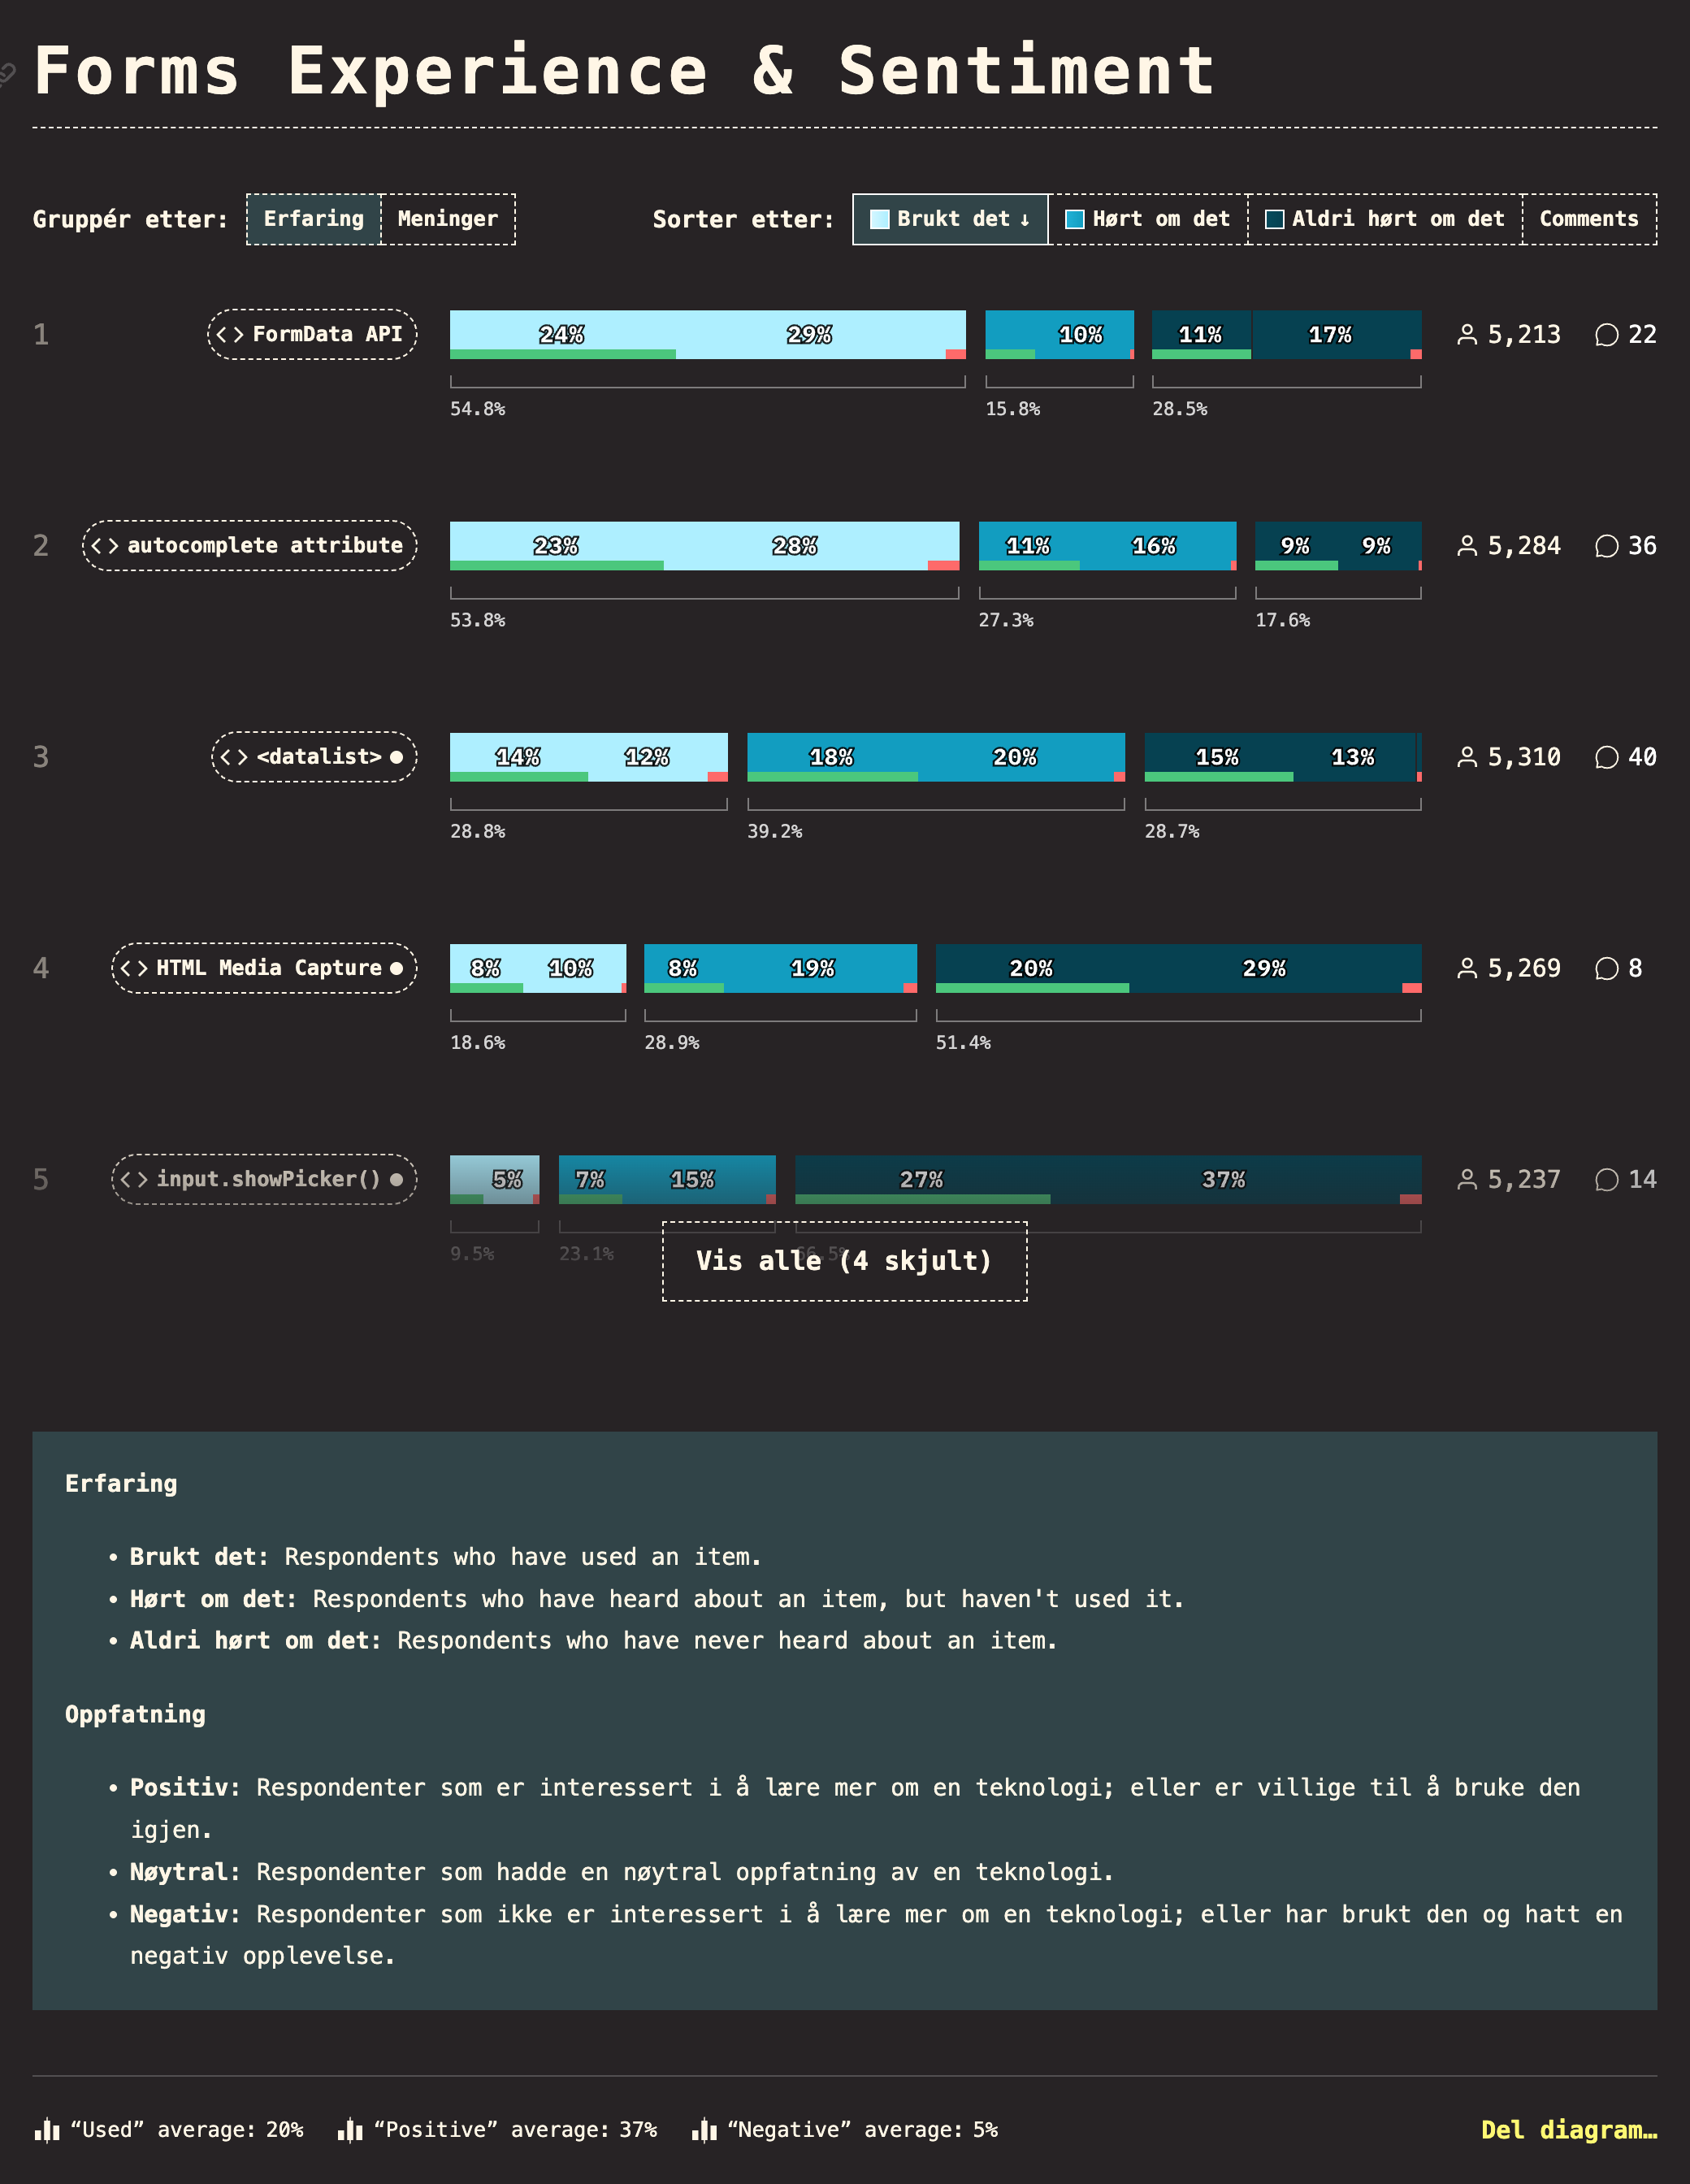 Forms Experience & Sentiment
Gruppér etter: Erfaring Meninger Sorter etter: Brukt det ↓ Hørt om det Aldri hørt om det Comments
1 <> FormData API 24% 29% 10% 11% 17% 5,213 22
54.8% 15.8% 28.5%
2 <> autocomplete attribute 23% 28% 11% 16% 9% 9% 5,284 36
53.8% 27.3% 17.6%
3 <> <datalist> 14% 12% 18% 20% 15% 13% 5,310 40
28.8% 39.2% 28.7%
4 <> HTML Media Capture 8% 10% 8% 19% 20% 29% 5,269 8
18.6% 28.9% 51.4%
5 <> input.showPicker() 5% 7% 15% 27% 37% 5,237 14
9.5% 23.1% 66.5%
Vis alle (4 skjult)
Erfaring
• Brukt det: Respondents who have used an item.
• Hørt om det: Respondents who have heard about an item, but haven't used it.
• Aldri hørt om det: Respondents who have never heard about an item.
Oppfatning
• Positiv: Respondenter som er interessert i å lære mer om en teknologi; eller er villige til å bruke den
igjen.
• Nøytral: Respondenter som hadde en nøytral oppfatning av en teknologi.
• Negativ: Respondenter som ikke er interessert i å lære mer om en teknologi; eller har brukt den og hatt en
negativ opplevelse.
“Used” average: 20% “Positive” average: 37% “Negative” average: 5% Del diagram…